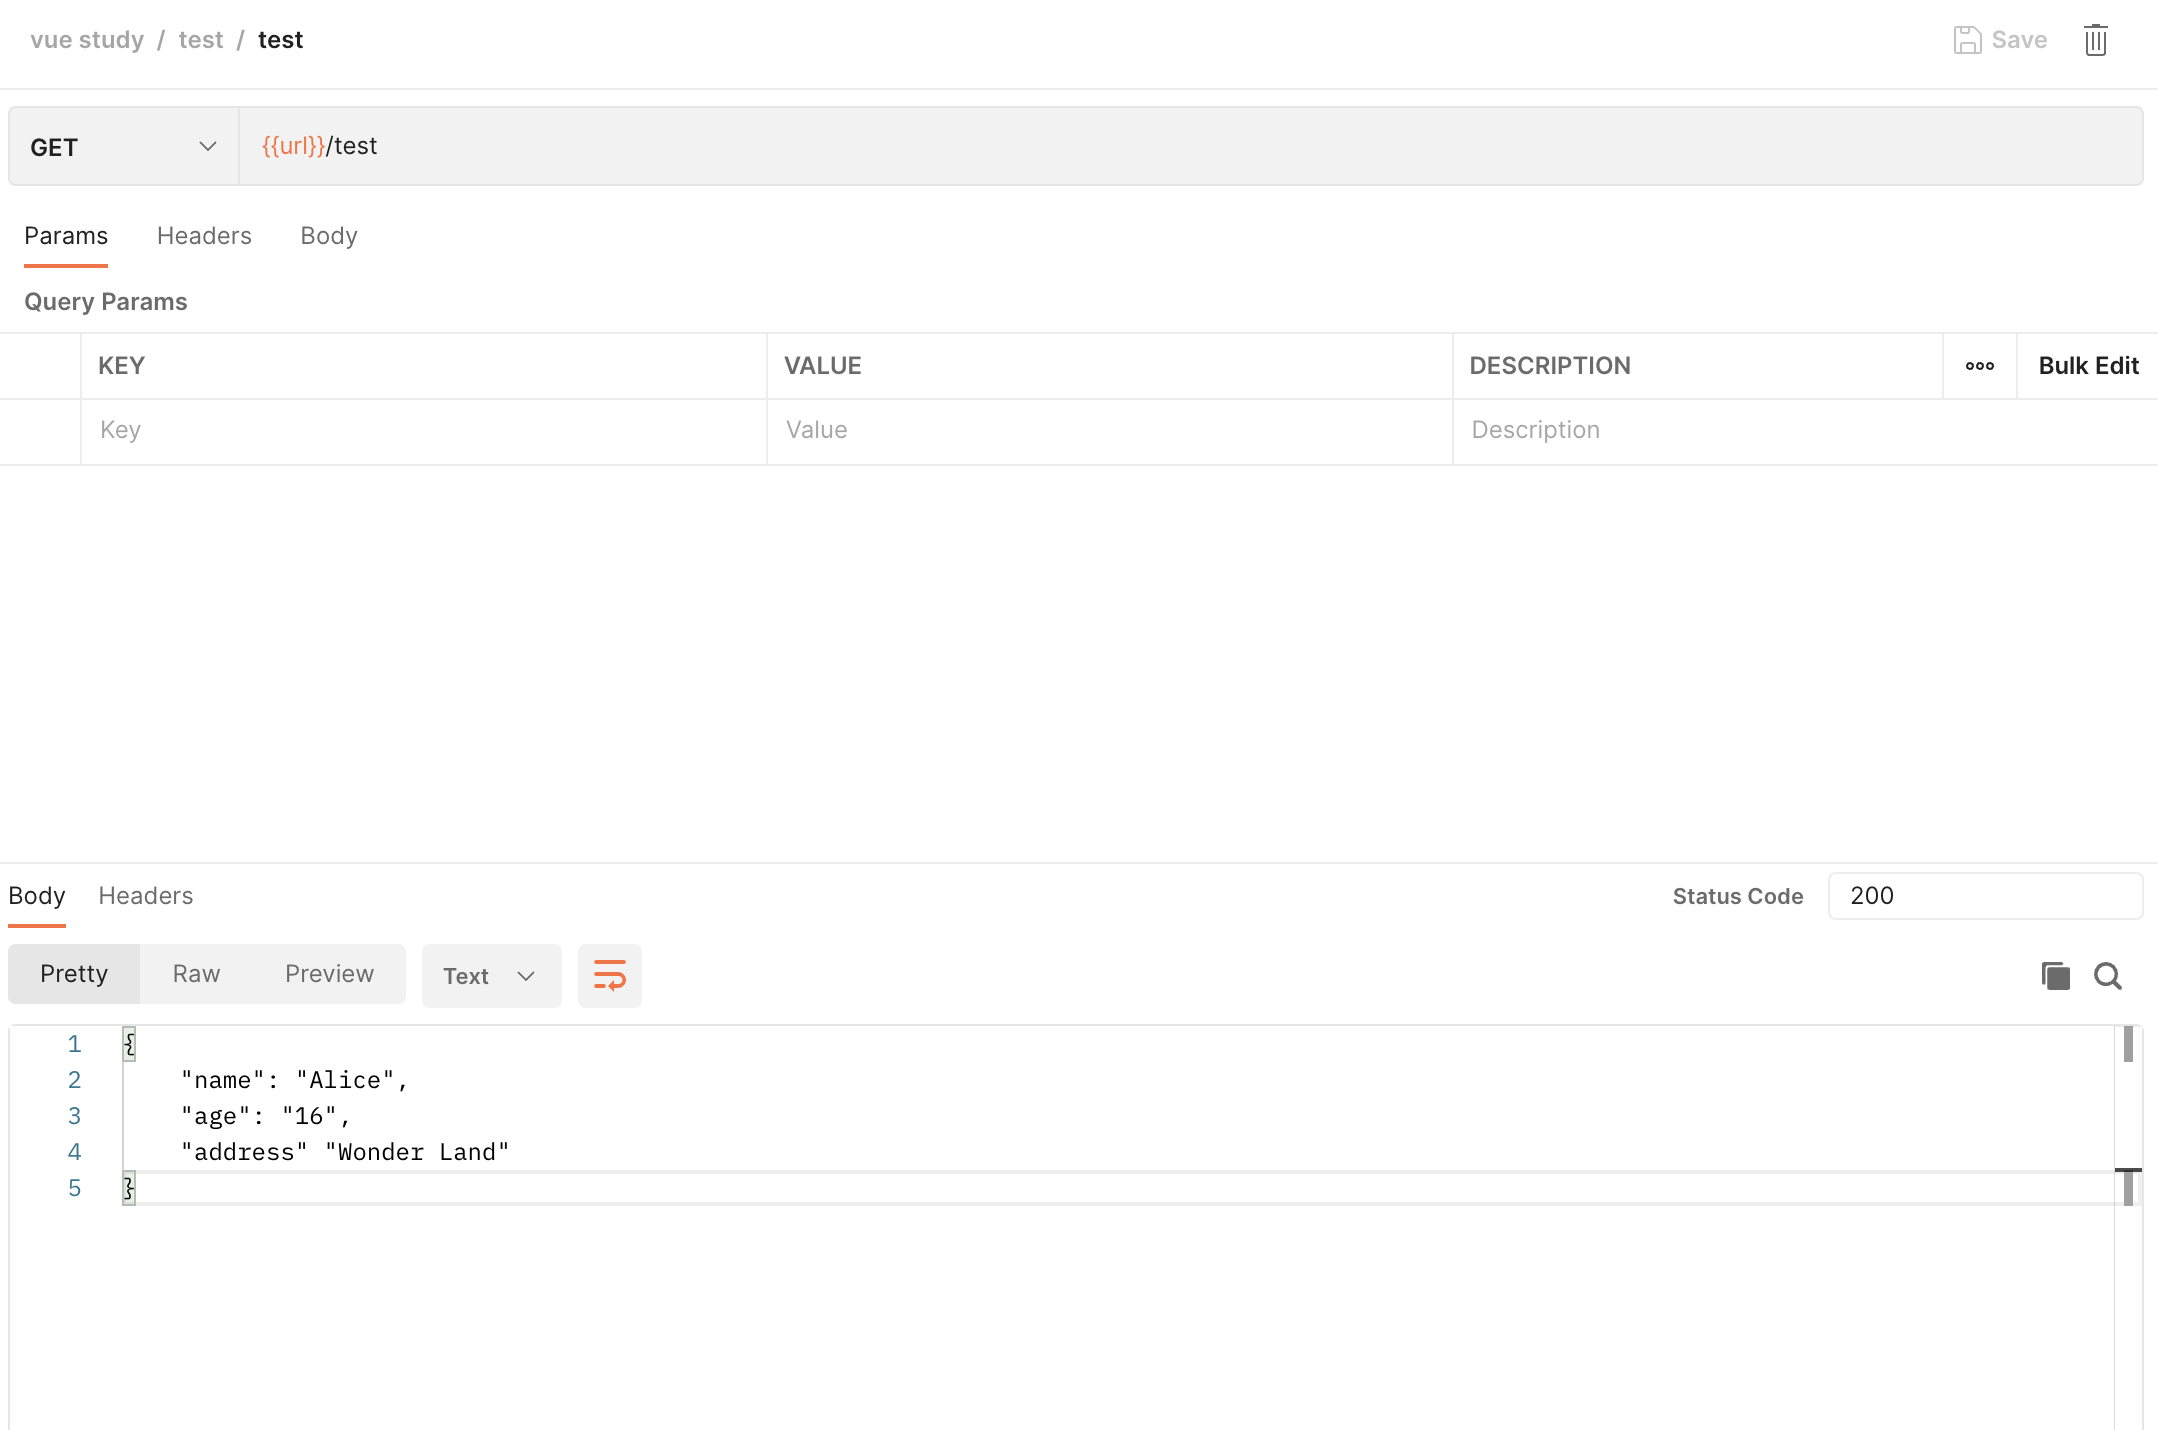 vue study / test / test
Save
GET
{{url}}/test
Params Headers Body
Query Params
KEY VALUE DESCRIPTION ooo Bulk Edit
Key Value Description
Body Headers Status Code 200
Pretty Raw Preview Text
1 {
2 "name": "Alice",
3 "age": "16",
4 "address" "Wonder Land"
5 }